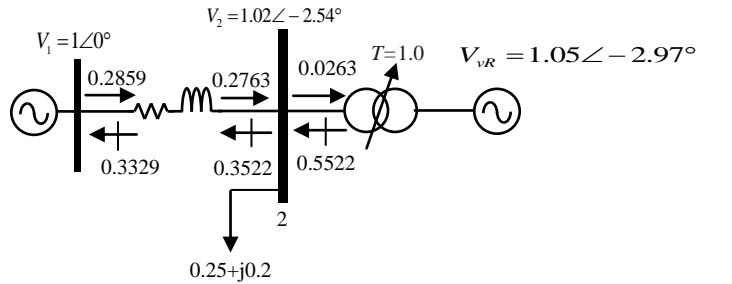 V₂ = 1.02∠−2.54°
V₁ = 1∠0°
T=1.0
V_vR = 1.05∠−2.97°
0.2859
0.2763
0.0263
0.3329
0.3522
0.5522
2
0.25+j0.2